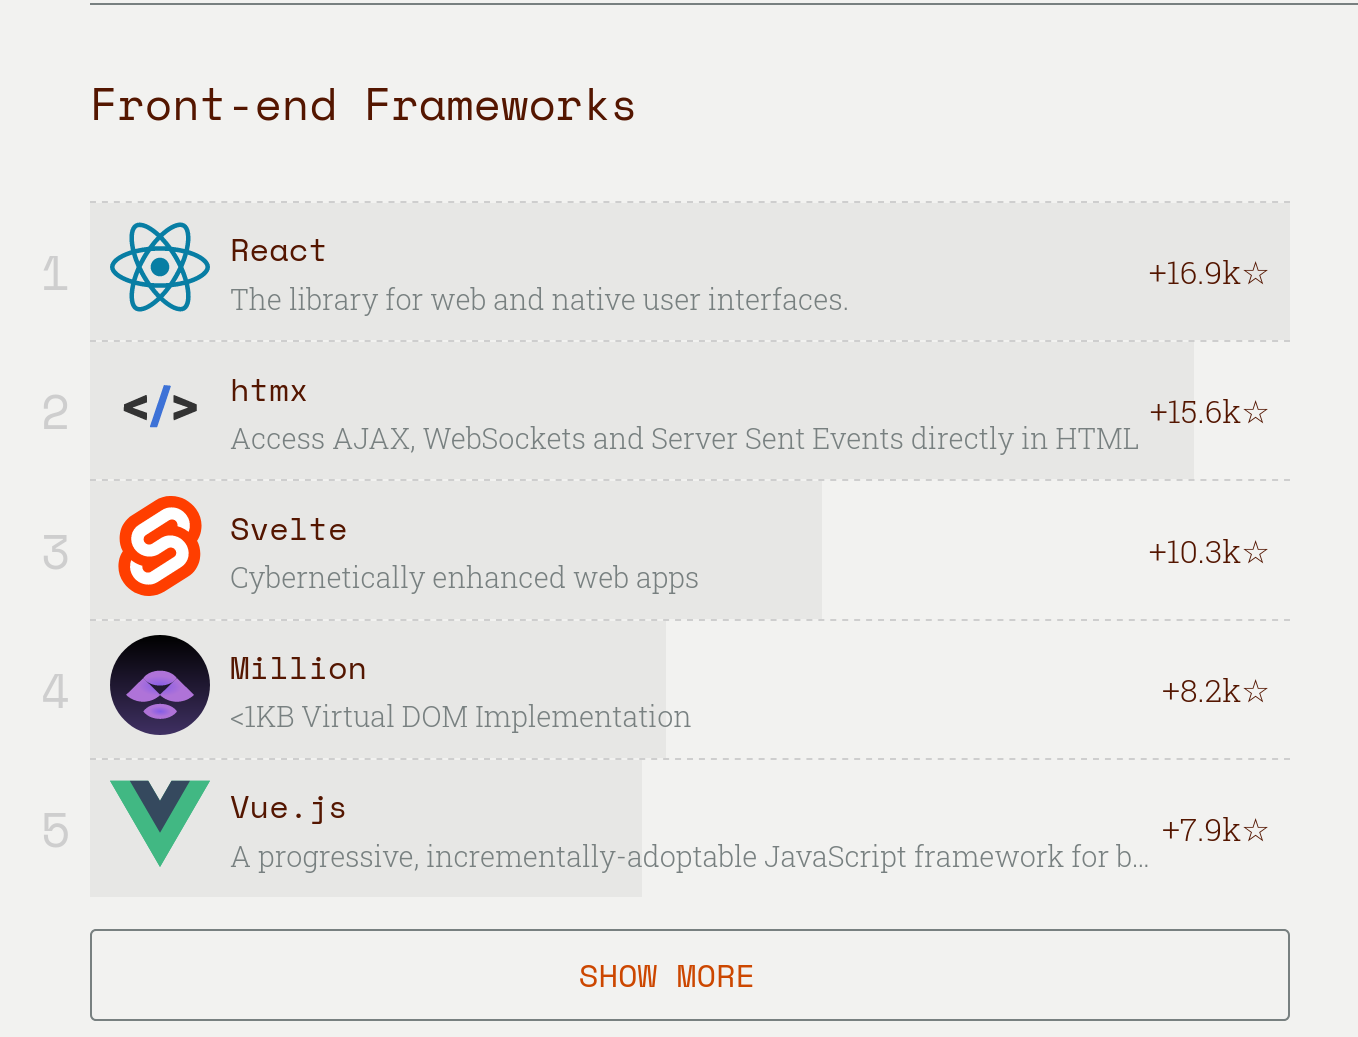 Front-end Frameworks
1
React
The library for web and native user interfaces.
+16.9k☆
2
</>
htmx
Access AJAX, WebSockets and Server Sent Events directly in HTML
+15.6k☆
3
Svelte
Cybernetically enhanced web apps
+10.3k☆
4
Million
<1KB Virtual DOM Implementation
+8.2k☆
5
Vue.js
A progressive, incrementally-adoptable JavaScript framework for b...
+7.9k☆
SHOW MORE